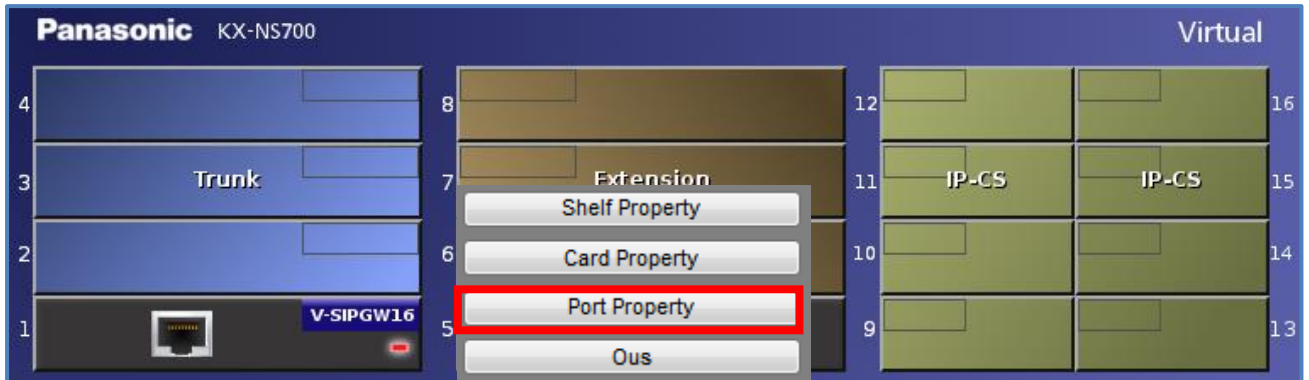 Panasonic KX-NS700 Virtual
4 8 12 16
3 Trunk 7 Extension 11 IP-CS IP-CS 15
Shelf Property
2 6 Card Property 10 14
Port Property
1 V-SIPGW16 5 9 13
Ous